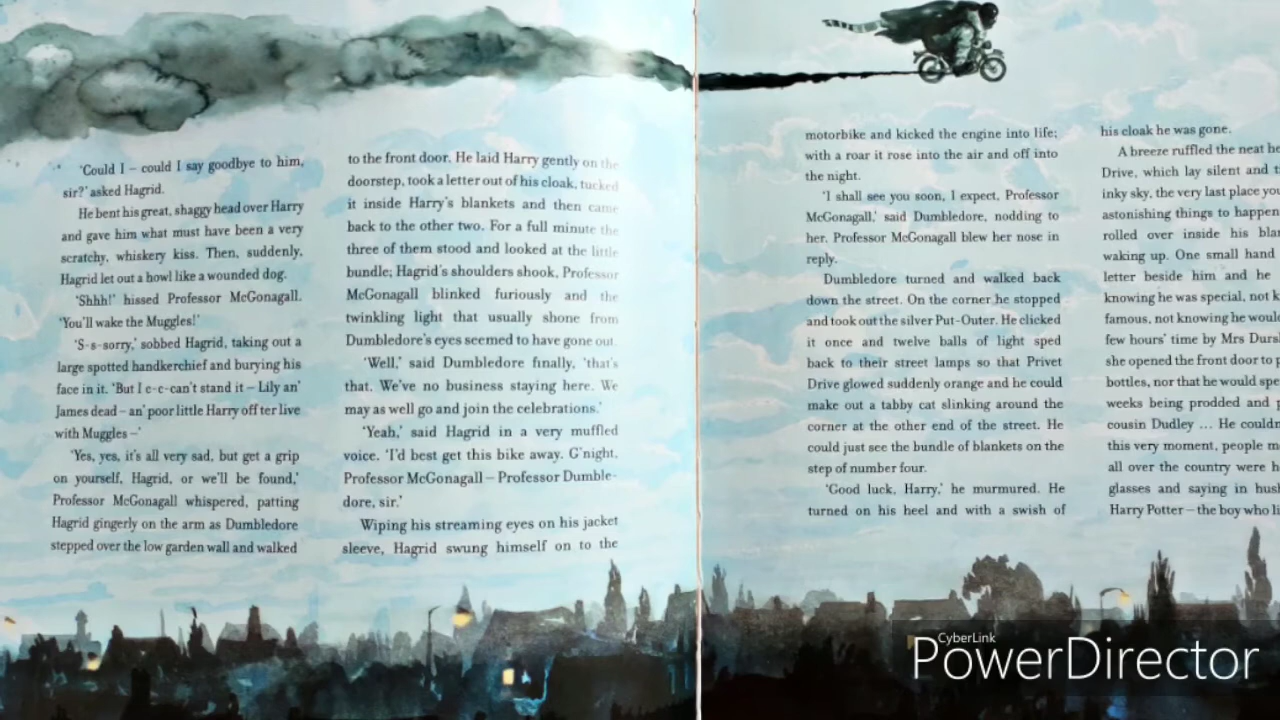 'Could I – could I say goodbye to him,
sir?' asked Hagrid.
He bent his great, shaggy head over Harry
and gave him what must have been a very
scratchy, whiskery kiss. Then, suddenly,
Hagrid let out a howl like a wounded dog.
'Shhh!' hissed Professor McGonagall.
'You'll wake the Muggles!'
'S-s-sorry,' sobbed Hagrid, taking out a
large spotted handkerchief and burying his
face in it. 'But I c-c-can't stand it – Lily an'
James dead – an' poor little Harry off ter live
with Muggles –'
'Yes, yes, it's all very sad, but get a grip
on yourself, Hagrid, or we'll be found,'
Professor McGonagall whispered, patting
Hagrid gingerly on the arm as Dumbledore
stepped over the low garden wall and walked
to the front door. He laid Harry gently on the
doorstep, took a letter out of his cloak, tucked
it inside Harry's blankets and then came
back to the other two. For a full minute the
three of them stood and looked at the little
bundle; Hagrid's shoulders shook, Professor
McGonagall blinked furiously and the
twinkling light that usually shone from
Dumbledore's eyes seemed to have gone out.
'Well,' said Dumbledore finally, 'that's
that. We've no business staying here. We
may as well go and join the celebrations.'
'Yeah,' said Hagrid in a very muffled
voice. 'I'd best get this bike away. G'night,
Professor McGonagall – Professor Dumble-
dore, sir.'
Wiping his streaming eyes on his jacket
sleeve, Hagrid swung himself on to the
motorbike and kicked the engine into life;
with a roar it rose into the air and off into
the night.
'I shall see you soon, I expect, Professor
McGonagall,' said Dumbledore, nodding to
her. Professor McGonagall blew her nose in
reply.
Dumbledore turned and walked back
down the street. On the corner he stopped
and took out the silver Put-Outer. He clicked
it once and twelve balls of light sped
back to their street lamps so that Privet
Drive glowed suddenly orange and he could
make out a tabby cat slinking around the
corner at the other end of the street. He
could just see the bundle of blankets on the
step of number four.
'Good luck, Harry,' he murmured. He
turned on his heel and with a swish of
his cloak he was gone.
A breeze ruffled the neat
Drive, which lay silent and
inky sky, the very last place
astonishing things to happen
rolled over inside his
waking up. One small hand
letter beside him and he
knowing he was special, not
famous, not knowing he
few hours' time by Mrs
she opened the front door to
bottles, nor that he would
weeks being prodded and
cousin Dudley ... He
this very moment, people
all over the country were
glasses and saying in
Harry Potter – the boy who
CyberLink
PowerDirector